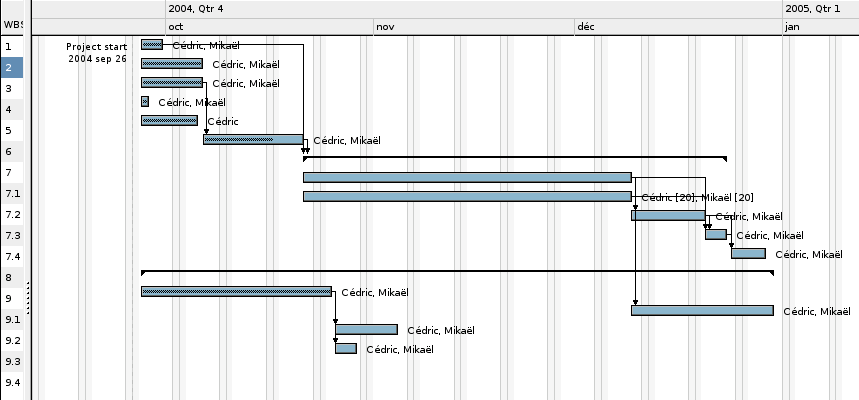 2004, Qtr 4 2005, Qtr 1
WBS oct nov déc jan
Project start
2004 sep 26
1 Cédric, Mikaël
2 Cédric, Mikaël
3 Cédric, Mikaël
4 Cédric, Mikaël
Cédric
5 Cédric, Mikaël
6
7
7.1 Cédric [20], Mikaël [20]
7.2 Cédric, Mikaël
7.3 Cédric, Mikaël
7.4 Cédric, Mikaël
8
9 Cédric, Mikaël
Cédric, Mikaël
9.1
Cédric, Mikaël
9.2
Cédric, Mikaël
9.3
9.4